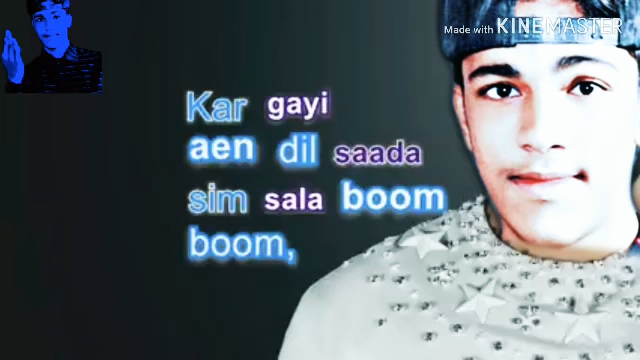 Made with KINEMASTER
Kar gayi
aen dil saada
sim sala boom
boom,